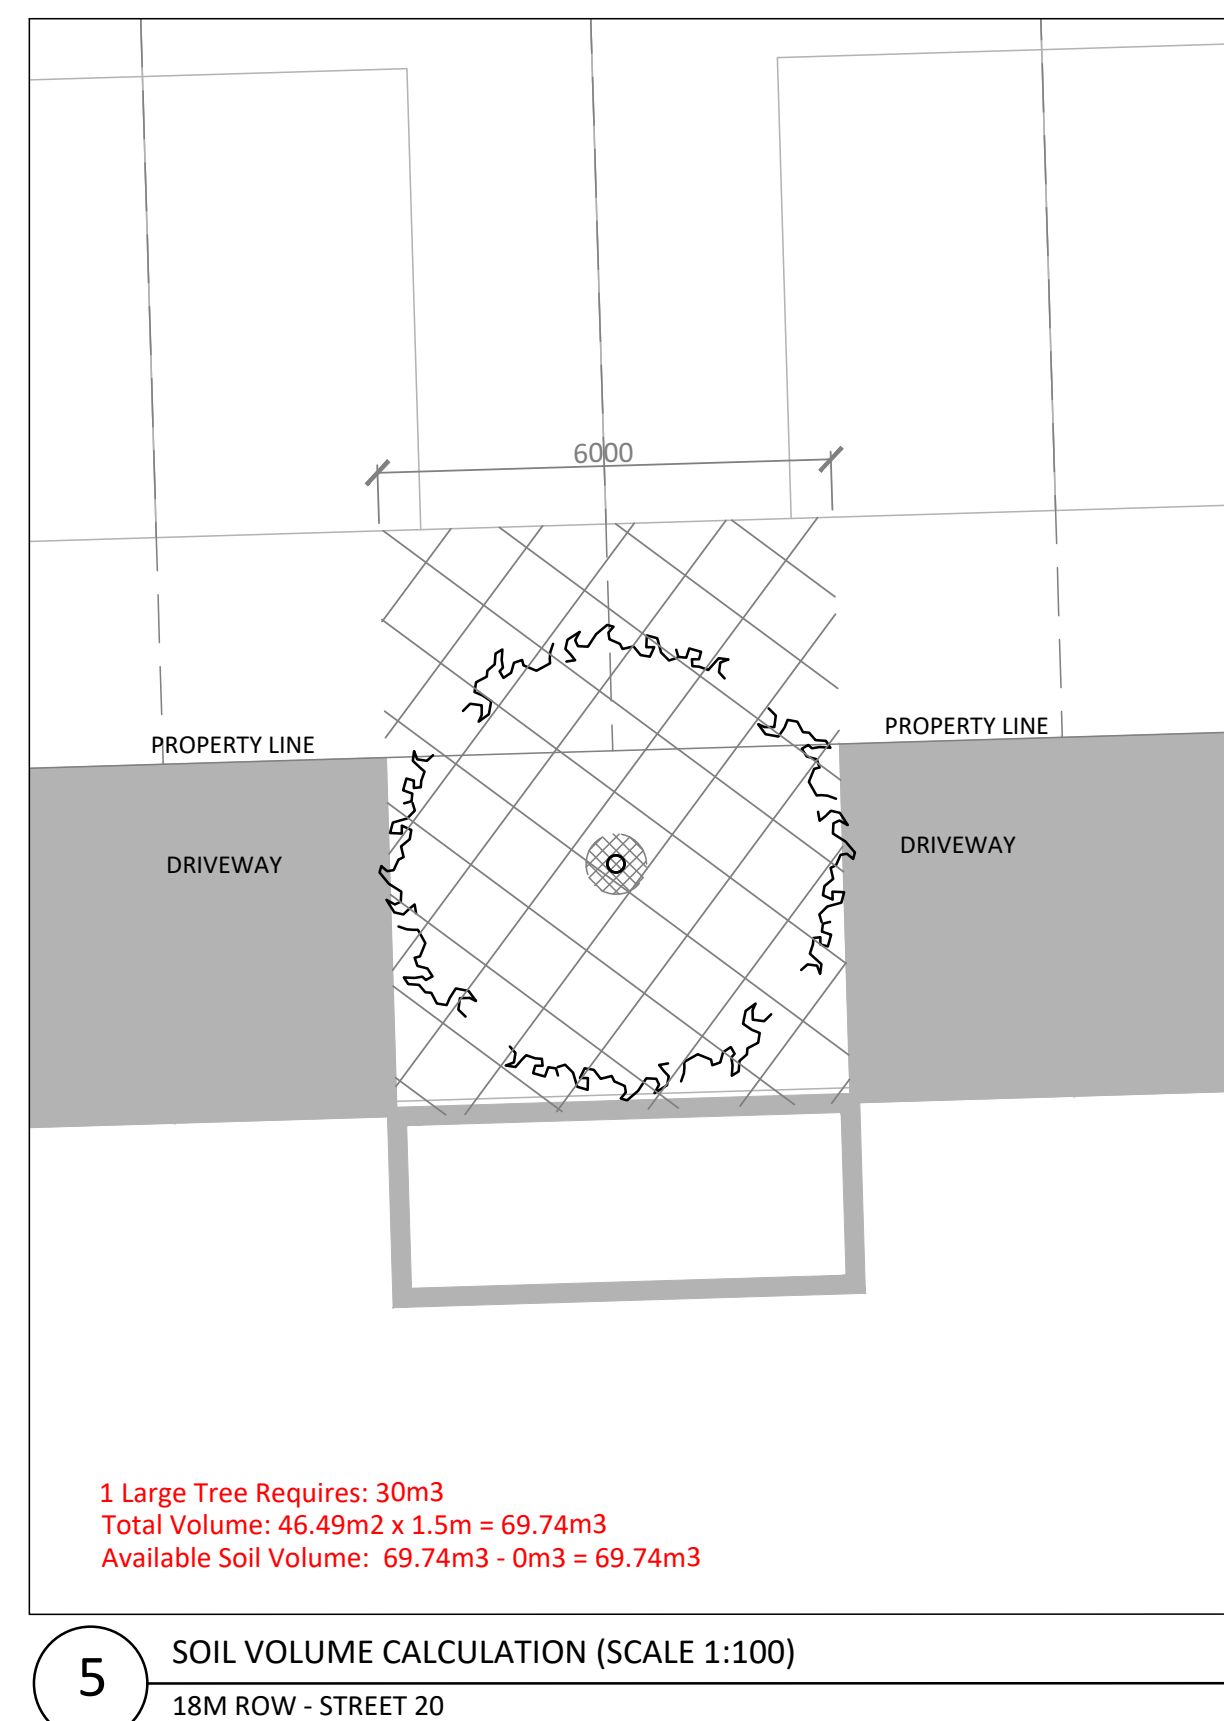 6000
PROPERTY LINE
PROPERTY LINE
DRIVEWAY
DRIVEWAY
1 Large Tree Requires: 30m3
Total Volume: 46.49m2 x 1.5m = 69.74m3
Available Soil Volume: 69.74m3 - 0m3 = 69.74m3
5
SOIL VOLUME CALCULATION (SCALE 1:100)
18M ROW - STREET 20